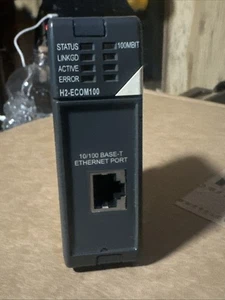 STATUS 100MBIT
LINKGD
ACTIVE
ERROR
H2-ECOM100
10/100 BASE-T
ETHERNET PORT